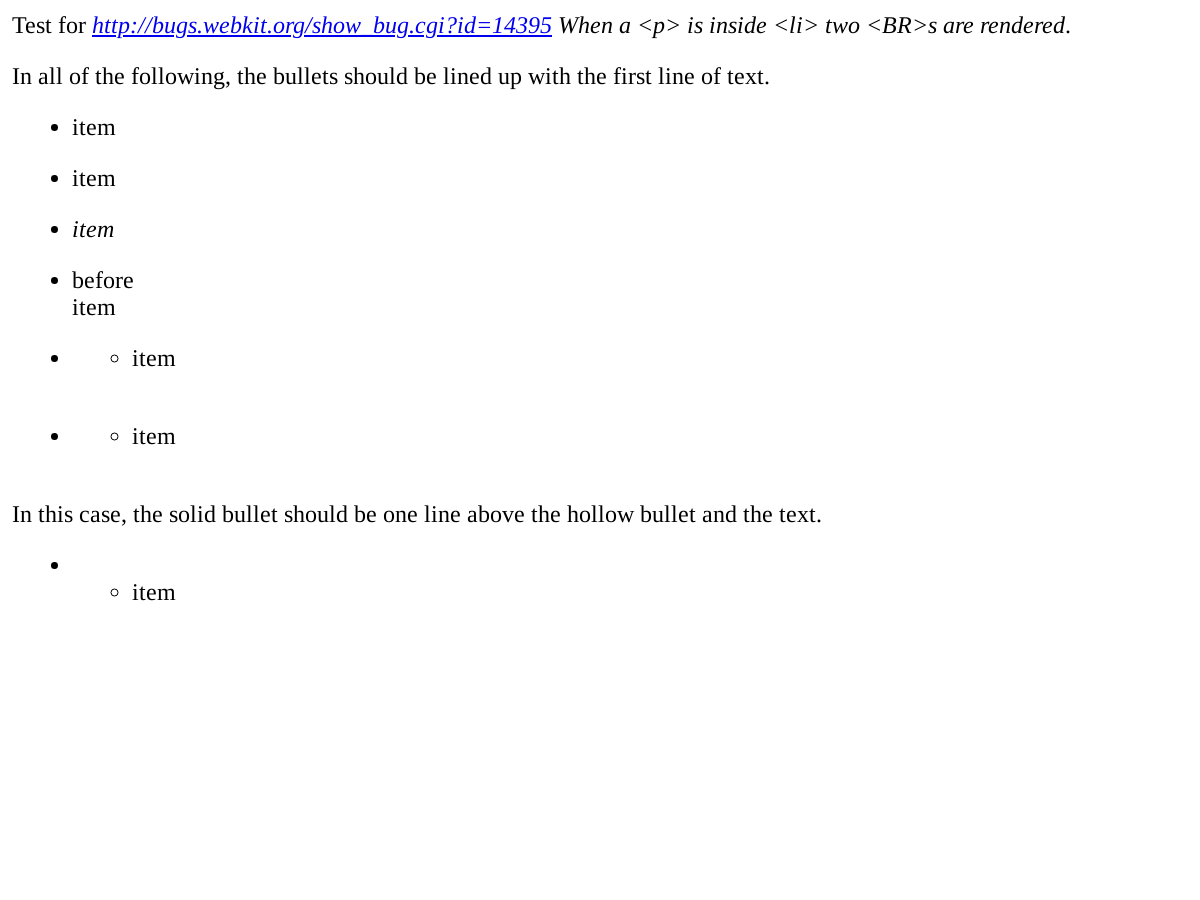 Test for http://bugs.webkit.org/show_bug.cgi?id=14395 When a <p> is inside <li> two <BR>s are rendered.
In all of the following, the bullets should be lined up with the first line of text.
• item
• item
• item
• before
item
• ◦ item
• ◦ item
In this case, the solid bullet should be one line above the hollow bullet and the text.
•
◦ item